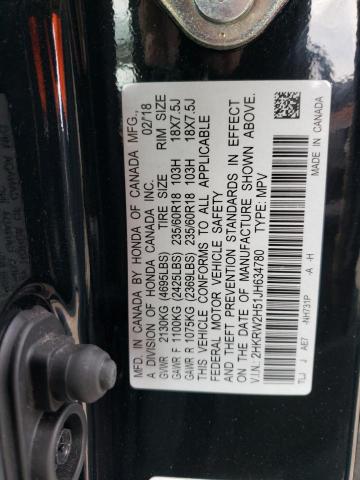 MFD. IN CANADA BY HONDA OF CANADA MFG.,
A DIVISION OF HONDA CANADA INC. 02/18
GVWR 2130KG (4695LBS) TIRE SIZE RIM SIZE
GAWR F 1100KG (2425LBS) 235/60R18 103H 18X7.5J
GAWR R 1075KG (2369LBS) 235/60R18 103H 18X7.5J
THIS VEHICLE CONFORMS TO ALL APPLICABLE
FEDERAL MOTOR VEHICLE SAFETY
AND THEFT PREVENTION STANDARDS IN EFFECT
ON THE DATE OF MANUFACTURE SHOWN ABOVE.
V.I.N.: 2HKRW2H51JH634780 TYPE: MPV
TLJ J AE7 -NH731P -A -H MADE IN CANADA